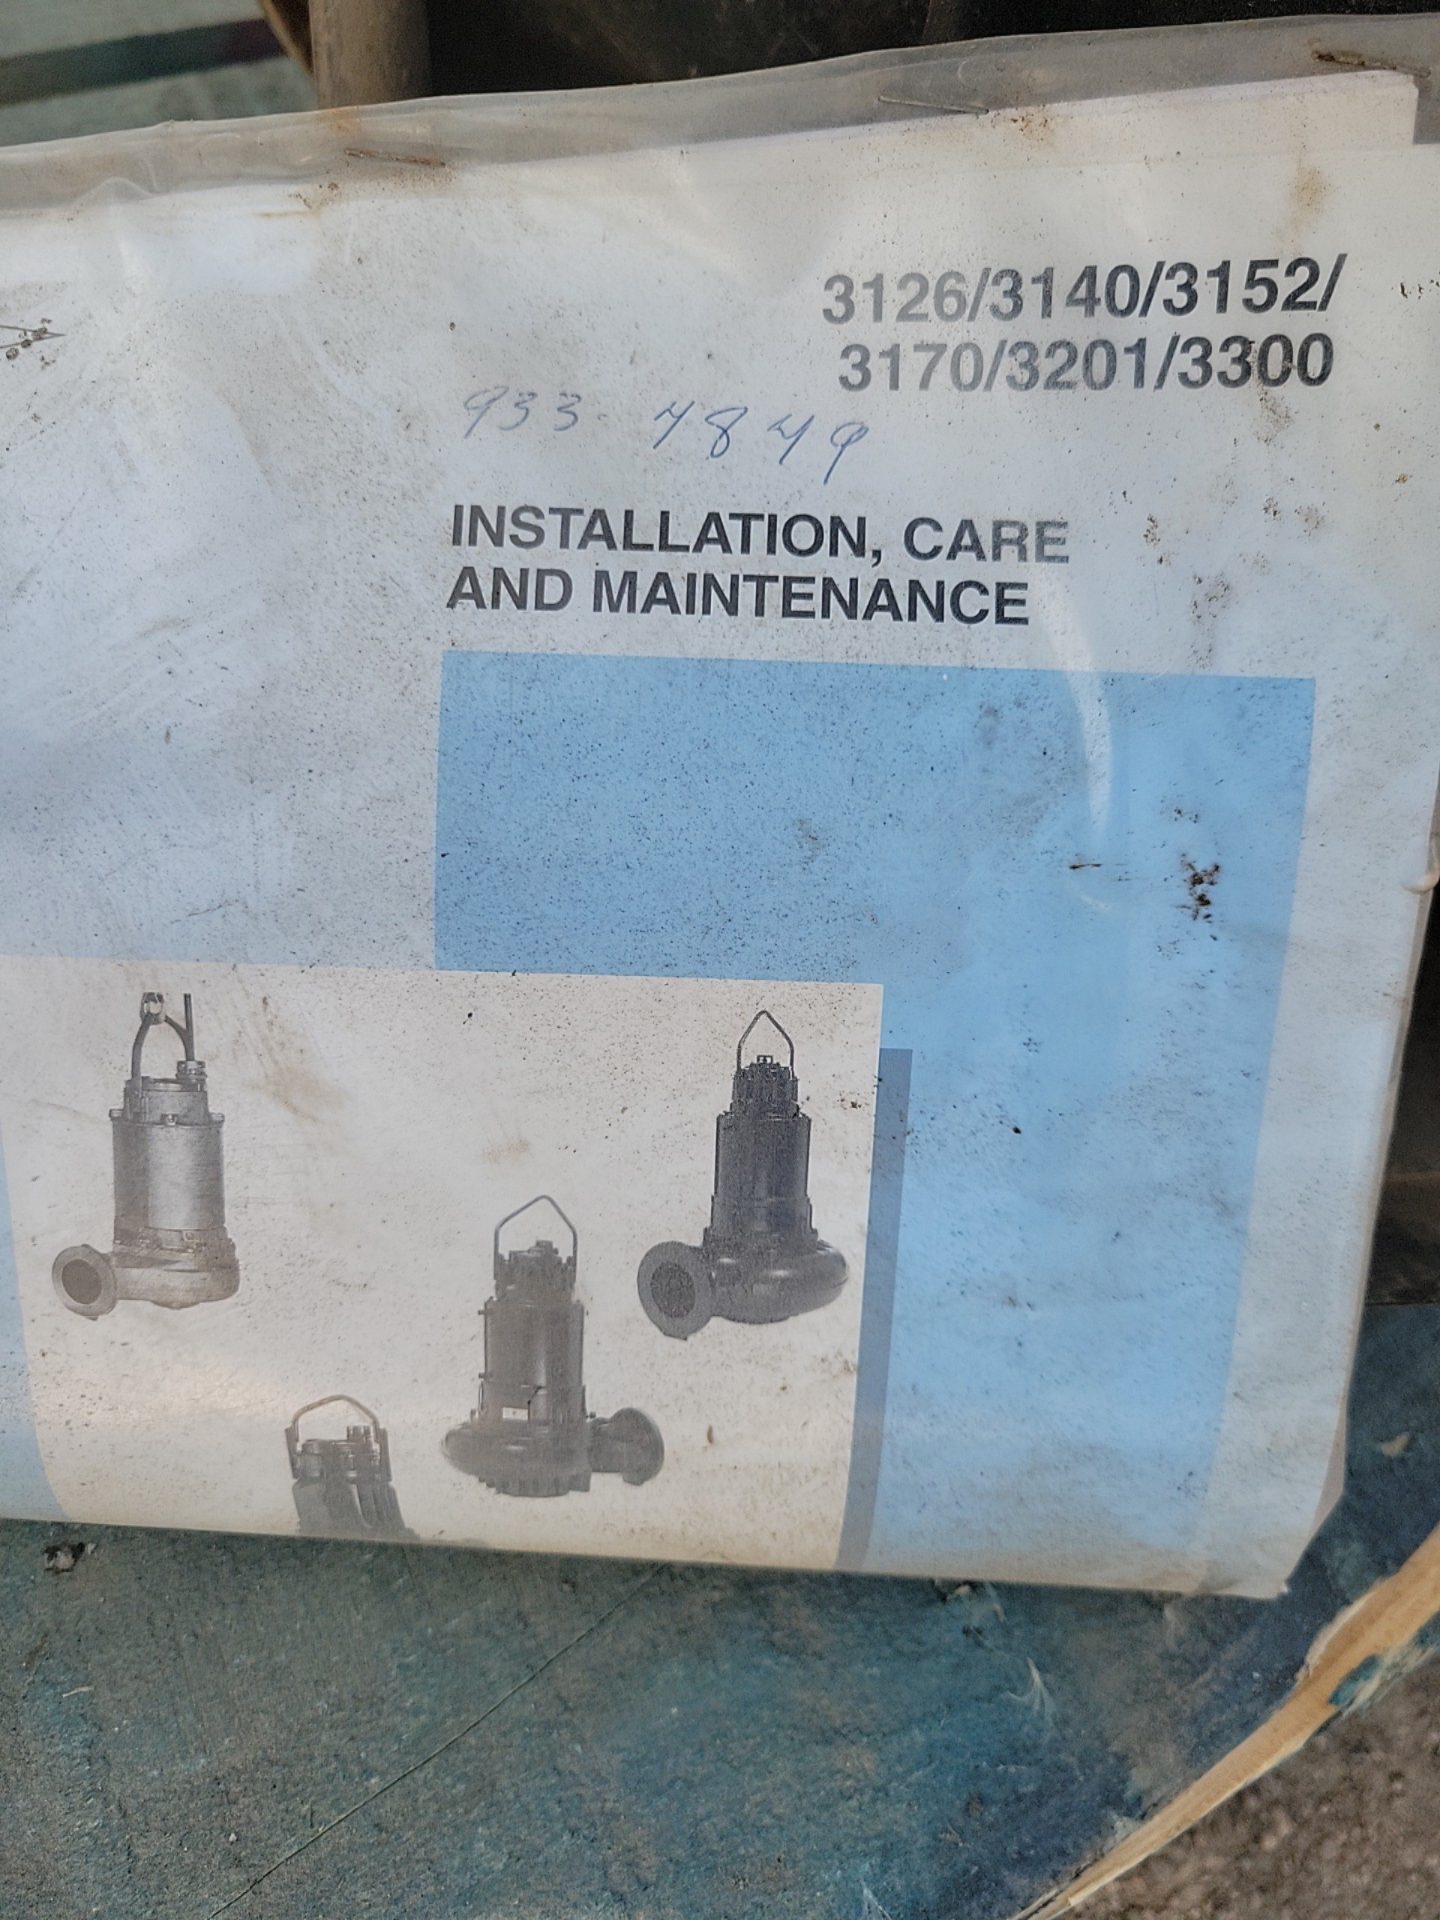 3126/3140/3152/
3170/3201/3300
933-4849
INSTALLATION, CARE
AND MAINTENANCE